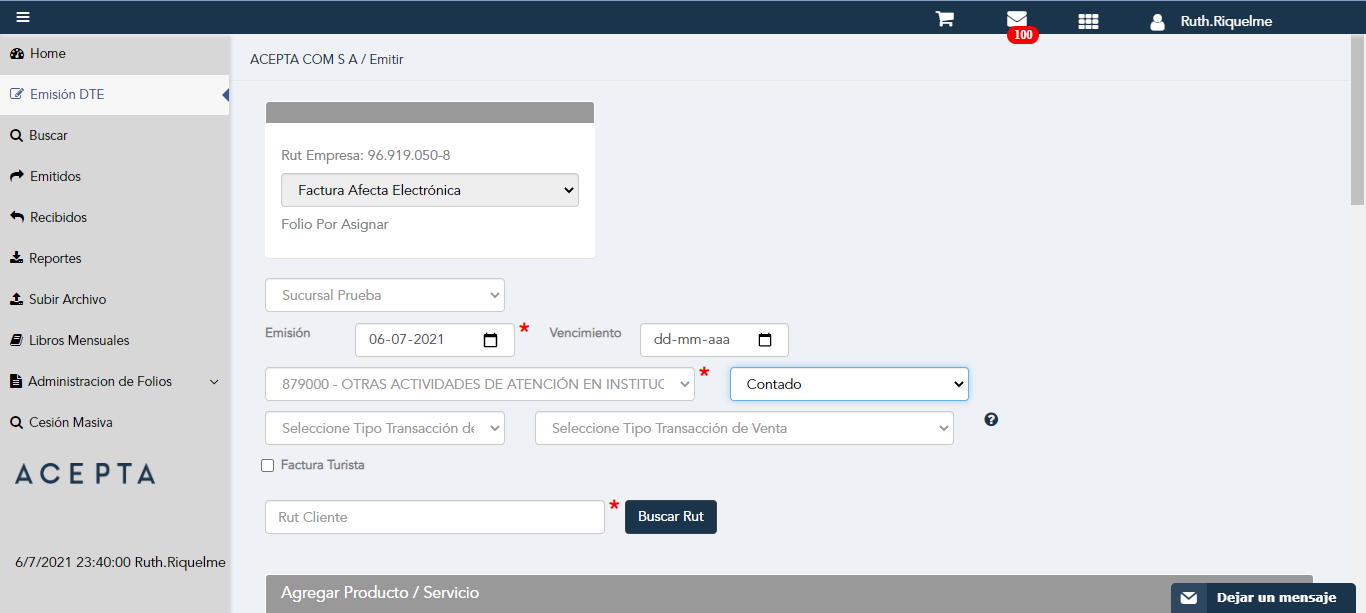 100
Ruth.Riquelme
Home
Emisión DTE
Buscar
Emitidos
Recibidos
Reportes
Subir Archivo
Libros Mensuales
Administracion de Folios
Cesión Masiva
ACEPTA
6/7/2021 23:40:00 Ruth.Riquelme
ACEPTA COM S A / Emitir
Rut Empresa: 96.919.050-8
Factura Afecta Electrónica
Folio Por Asignar
Sucursal Prueba
Emisión 06-07-2021 * Vencimiento dd-mm-aaa
879000 - OTRAS ACTIVIDADES DE ATENCIÓN EN INSTITUC * Contado
Seleccione Tipo Transacción de Seleccione Tipo Transacción de Venta ?
Factura Turista
Rut Cliente * Buscar Rut
Agregar Producto / Servicio
Dejar un mensaje